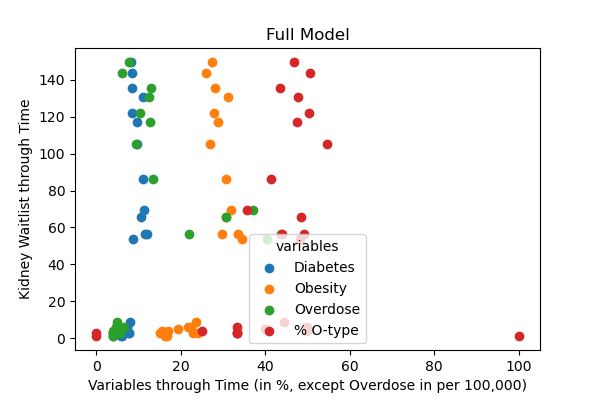 Full Model
Kidney Waitlist through Time
140
120
100
80
60
40
20
0
variables
Diabetes
Obesity
Overdose
% O-type
0 20 40 60 80 100
Variables through Time (in %, except Overdose in per 100,000)